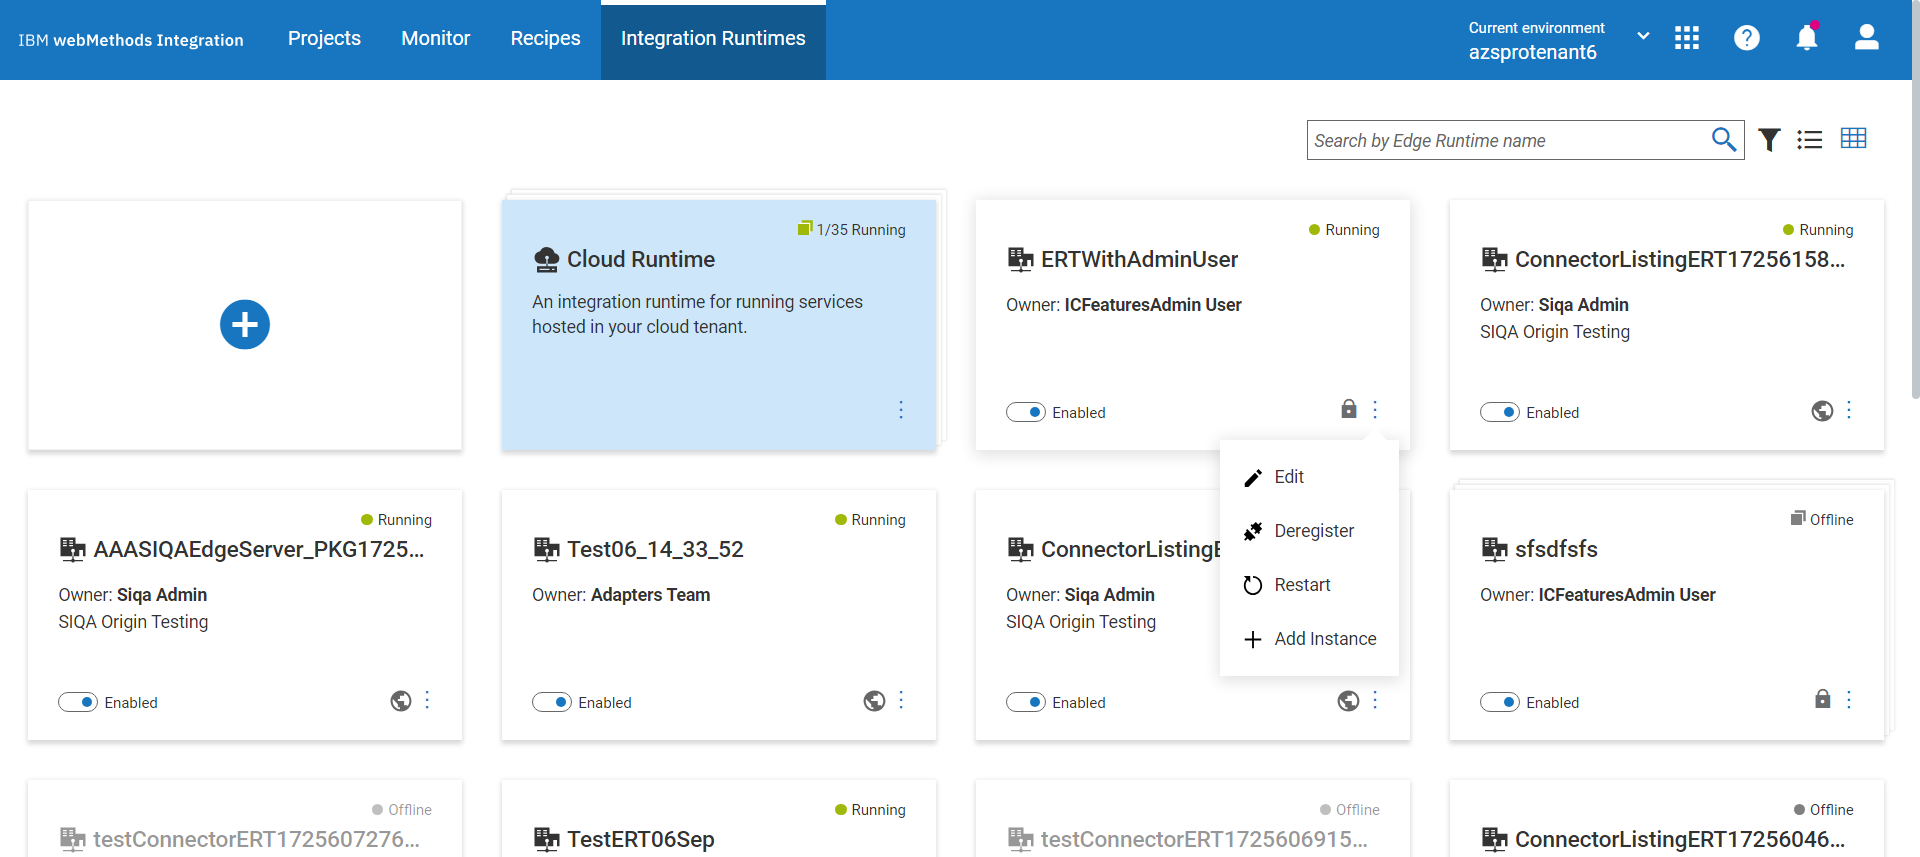 IBM webMethods Integration
Projects
Monitor
Recipes
Integration Runtimes
Current environment
azsprotenant6
Search by Edge Runtime name
1/35 Running
Cloud Runtime
An integration runtime for running services
hosted in your cloud tenant.
Running
ERTWithAdminUser
Owner: ICFeaturesAdmin User
Enabled
Running
ConnectorListingERT17256158...
Owner: Siqa Admin
SIQA Origin Testing
Enabled
Edit
Deregister
Restart
Add Instance
Running
AAASIQAEdgeServer_PKG1725...
Owner: Siqa Admin
SIQA Origin Testing
Enabled
Running
Test06_14_33_52
Owner: Adapters Team
Enabled
ConnectorListingE
Owner: Siqa Admin
SIQA Origin Testing
Enabled
Offline
sfsdfsfs
Owner: ICFeaturesAdmin User
Enabled
Offline
testConnectorERT1725607276...
Running
TestERT06Sep
Offline
testConnectorERT1725606915...
Offline
ConnectorListingERT17256046...